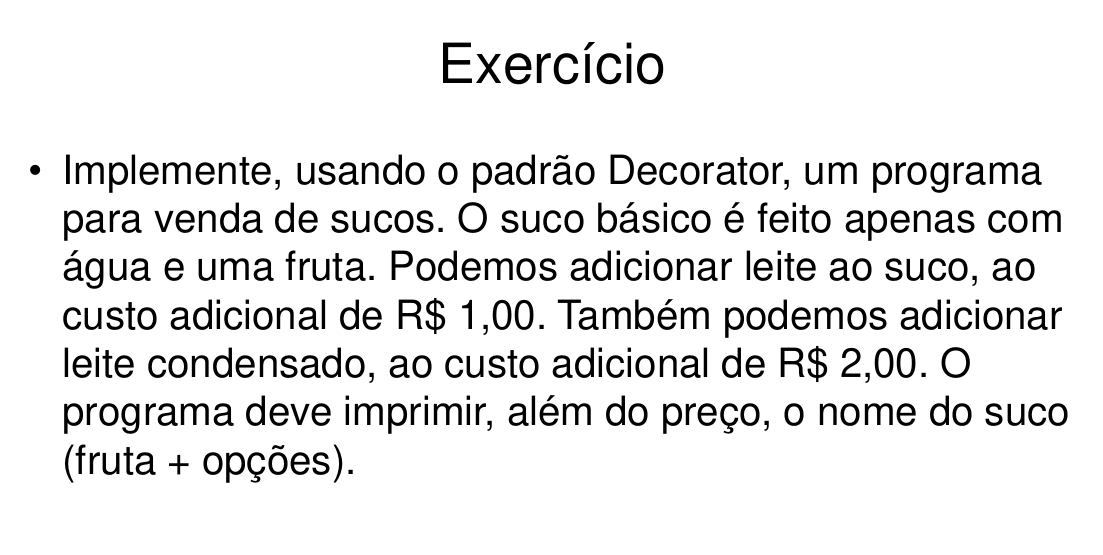 Exercício
• Implemente, usando o padrão Decorator, um programa
para venda de sucos. O suco básico é feito apenas com
água e uma fruta. Podemos adicionar leite ao suco, ao
custo adicional de R$ 1,00. Também podemos adicionar
leite condensado, ao custo adicional de R$ 2,00. O
programa deve imprimir, além do preço, o nome do suco
(fruta + opções).